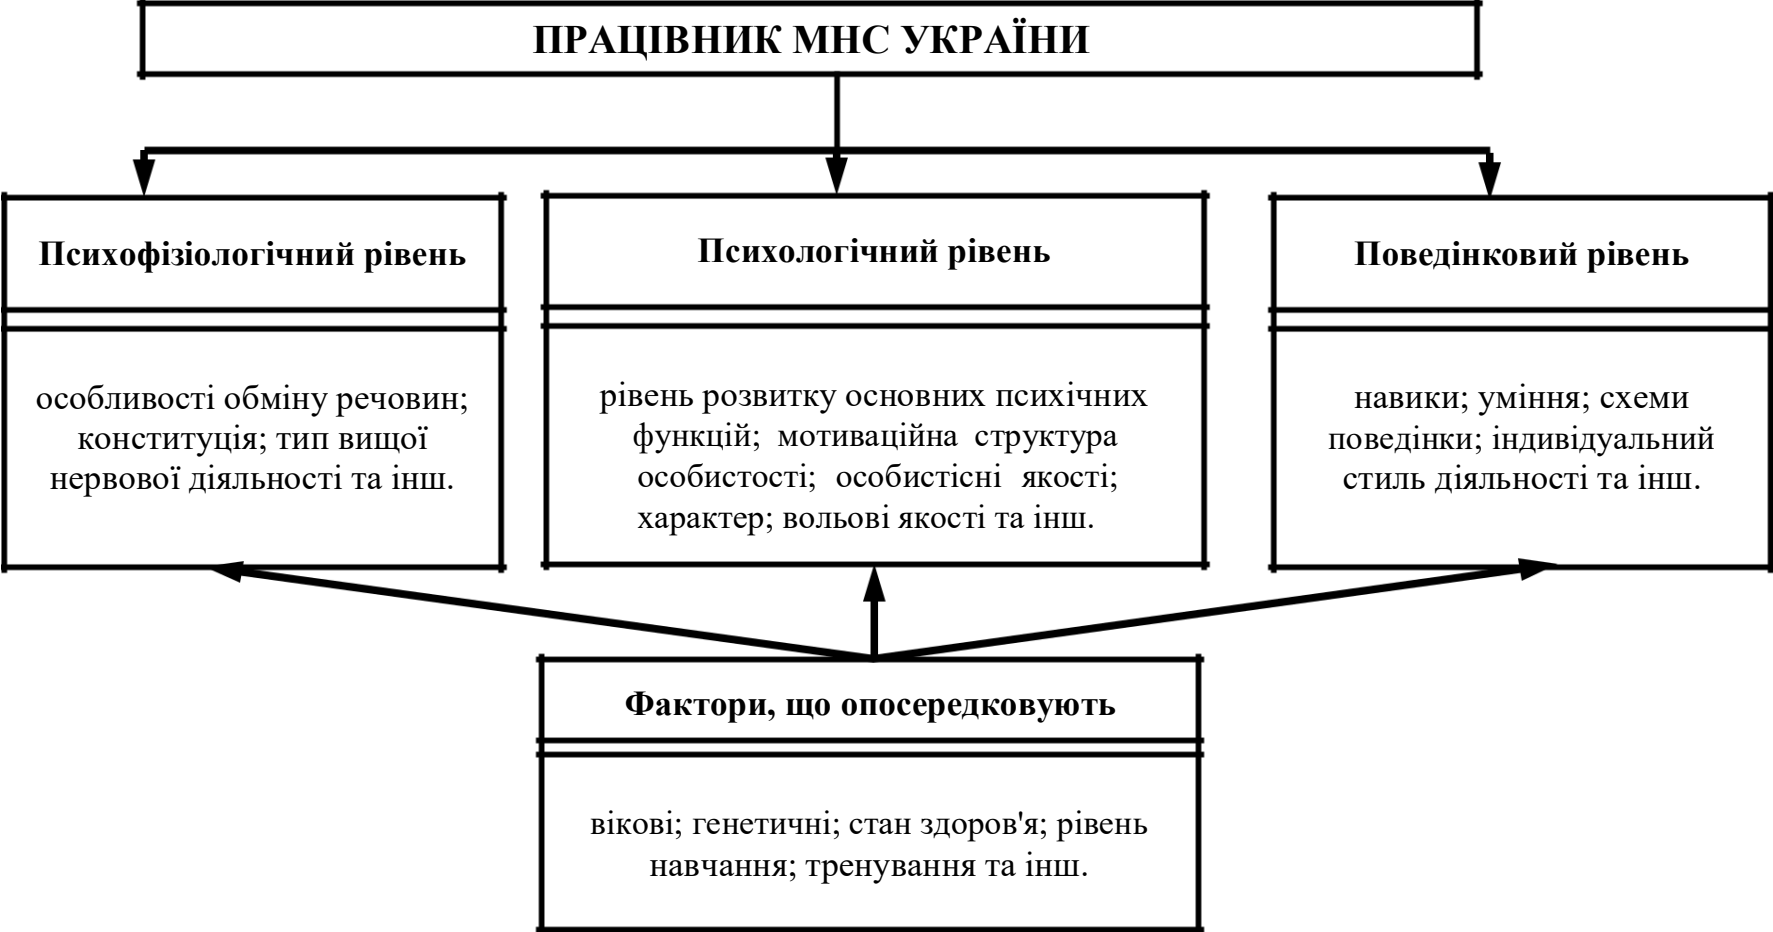 ПРАЦІВНИК МНС УКРАЇНИ
Психофізіологічний рівень
особливості обміну речовин;
конституція; тип вищої
нервової діяльності та інш.
Психологічний рівень
рівень розвитку основних психічних
функцій; мотиваційна структура
особистості; особистісні якості;
характер; вольові якості та інш.
Поведінковий рівень
навики; уміння; схеми
поведінки; індивідуальний
стиль діяльності та інш.
Фактори, що опосередковують
вікові; генетичні; стан здоров'я; рівень
навчання; тренування та інш.